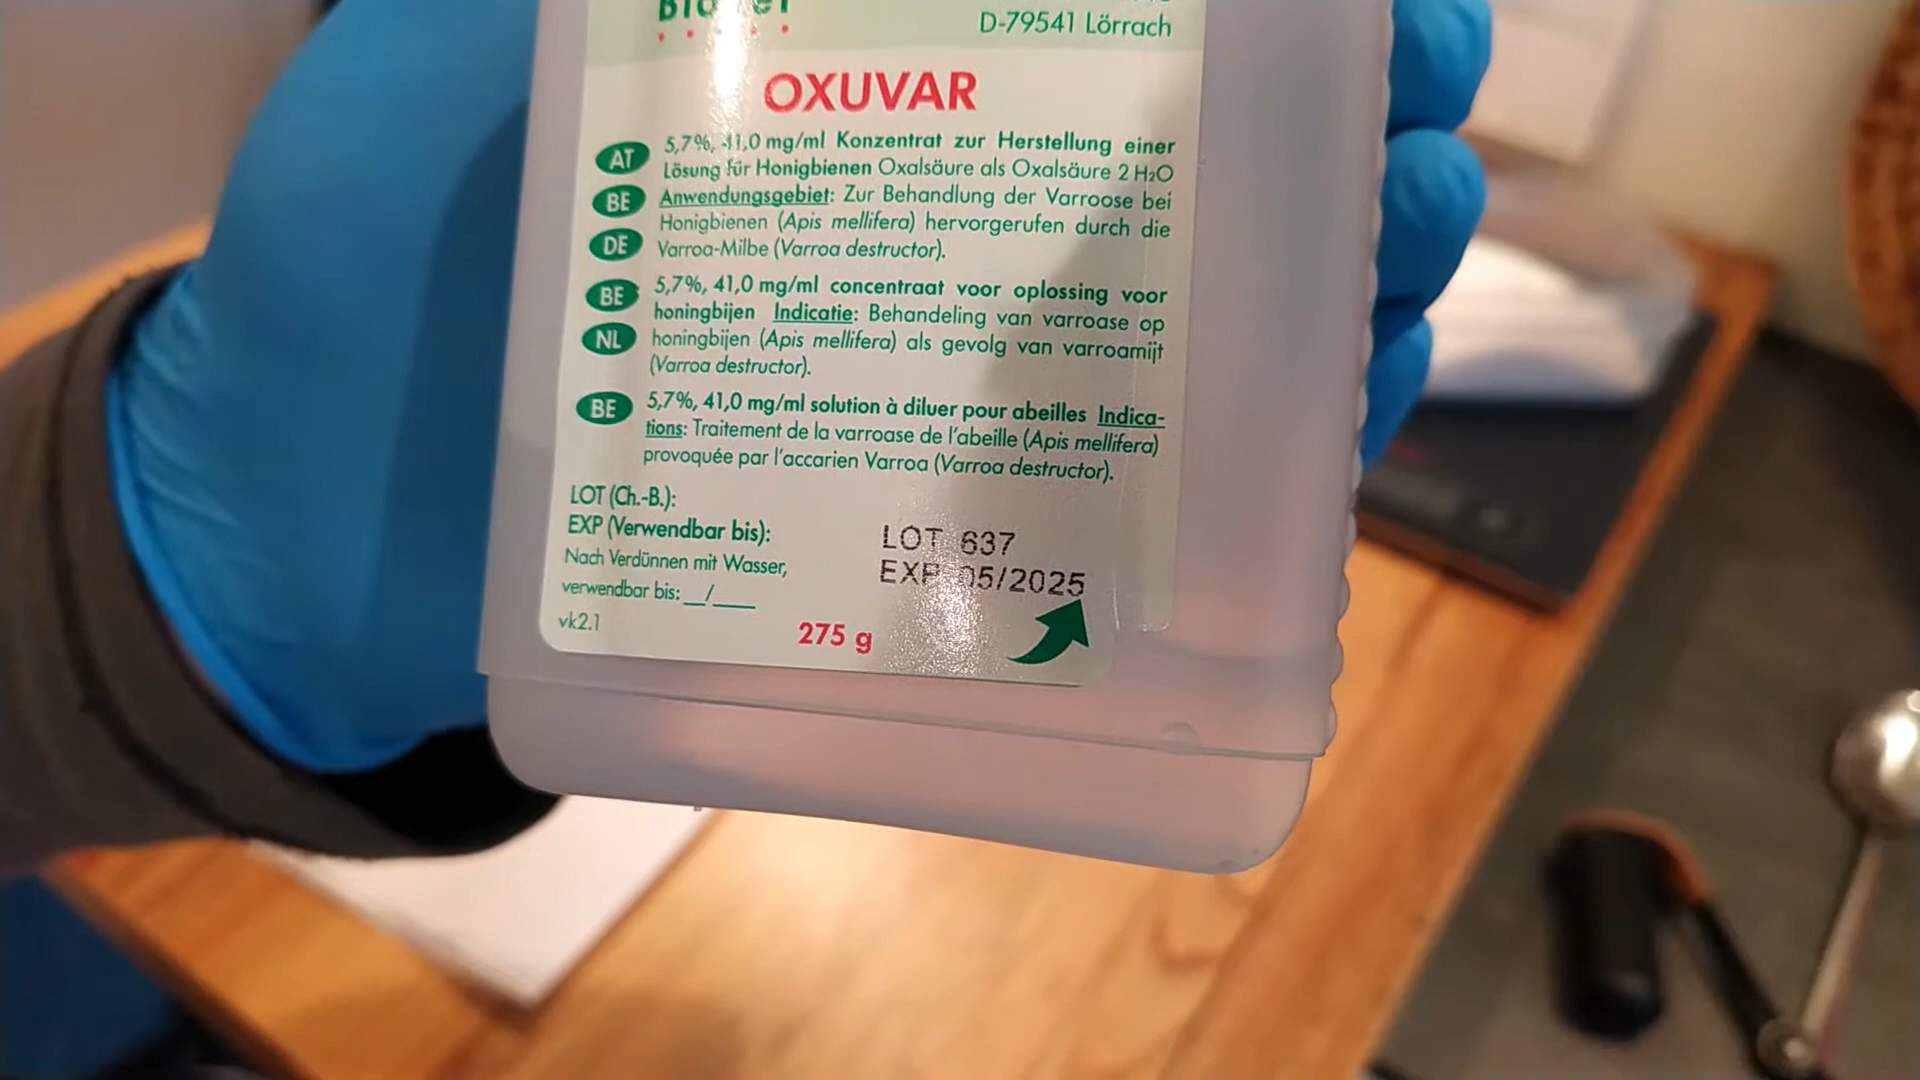 D-79541 Lörrach
OXUVAR
AT
BE
DE
5,7%, 41,0 mg/ml Konzentrat zur Herstellung einer
Lösung für Honigbienen Oxalsäure als Oxalsäure 2 H₂O
Anwendungsgebiet: Zur Behandlung der Varroose bei
Honigbienen (Apis mellifera) hervorgerufen durch die
Varroa-Milbe (Varroa destructor).
BE
NL
5,7%, 41,0 mg/ml concentraat voor oplossing voor
honingbijen Indicatie: Behandeling van varroase op
honingbijen (Apis mellifera) als gevolg van varroamijt
(Varroa destructor).
BE
5,7%, 41,0 mg/ml solution à diluer pour abeilles Indica-
tions: Traitement de la varroase de l'abeille (Apis mellifera)
provoquée par l'accarien Varroa (Varroa destructor).
LOT (Ch.-B.):
EXP (Verwendbar bis):
Nach Verdünnen mit Wasser,
verwendbar bis: __/___
vk2.1
LOT 637
EXP 05/2025
275 g